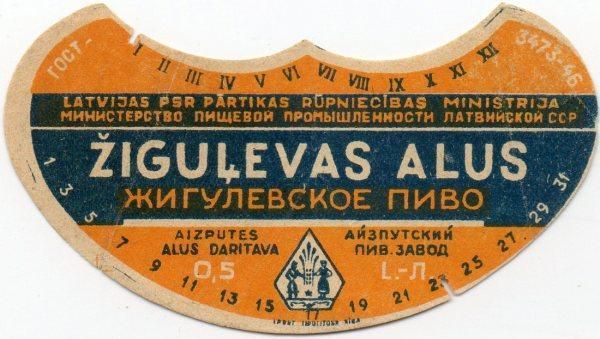 ГОСТ- 3473-46
I II III IV V VI VII VIII IX X XI XII
LATVIJAS PSR PĀRTIKAS RŪPNIECĪBAS MINISTRIJA
МИНИСТЕРСТВО ПИЩЕВОЙ ПРОМЫШЛЕННОСТИ ЛАТВИЙСКОЙ ССР
ŽIGUĻEVAS ALUS
ЖИГУЛЕВСКОЕ ПИВО
AIZPUTES АЙЗПУТСКИЙ
ALUS DARITAVA ПИВ. ЗАВОД
0,5 L-Л
1 3 5 7 9 11 13 15 17 19 21 23 25 27 29 31